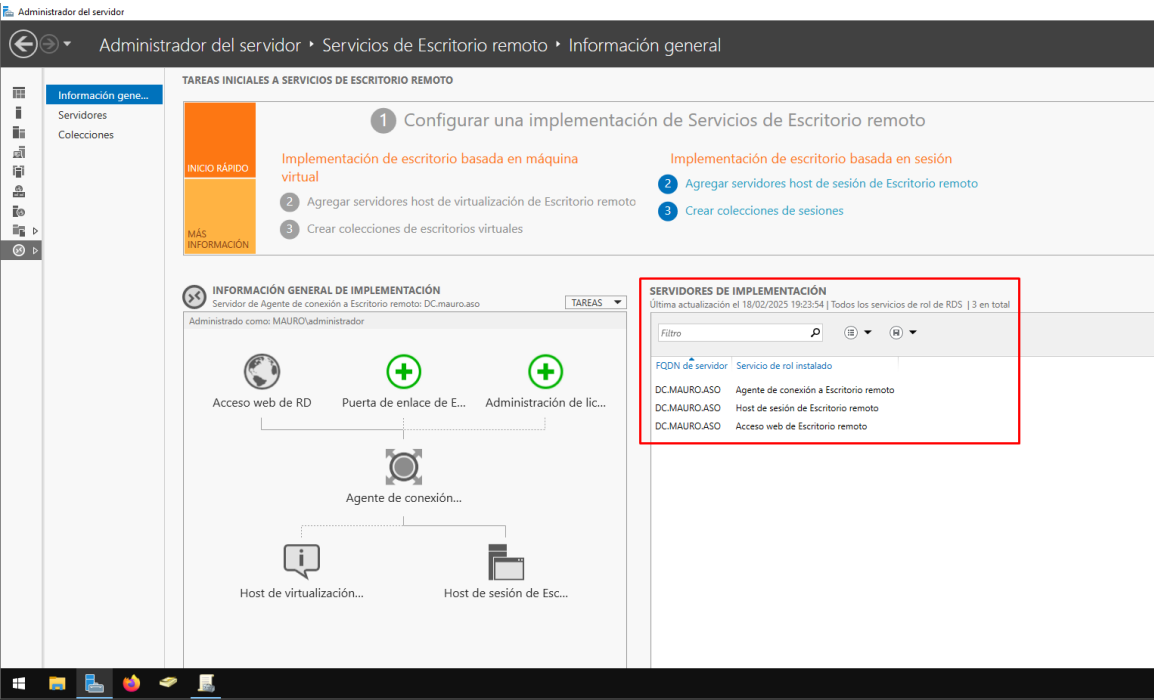 Administrador del servidor
Administrador del servidor ‣ Servicios de Escritorio remoto ‣ Información general
Información gene...
Servidores
Colecciones
TAREAS INICIALES A SERVICIOS DE ESCRITORIO REMOTO
INICIO RÁPIDO
MÁS
INFORMACIÓN
1 Configurar una implementación de Servicios de Escritorio remoto
Implementación de escritorio basada en máquina
virtual
2 Agregar servidores host de virtualización de Escritorio remoto
3 Crear colecciones de escritorios virtuales
Implementación de escritorio basada en sesión
2 Agregar servidores host de sesión de Escritorio remoto
3 Crear colecciones de sesiones
INFORMACIÓN GENERAL DE IMPLEMENTACIÓN
Servidor de Agente de conexión a Escritorio remoto: DC.mauro.aso
TAREAS
Administrado como: MAURO\administrador
Acceso web de RD
Puerta de enlace de E...
Administración de lic...
Agente de conexión...
Host de virtualización...
Host de sesión de Esc...
SERVIDORES DE IMPLEMENTACIÓN
Última actualización el 18/02/2025 19:23:54 | Todos los servicios de rol de RDS | 3 en total
Filtro
FQDN de servidor Servicio de rol instalado
DC.MAURO.ASO Agente de conexión a Escritorio remoto
DC.MAURO.ASO Host de sesión de Escritorio remoto
DC.MAURO.ASO Acceso web de Escritorio remoto